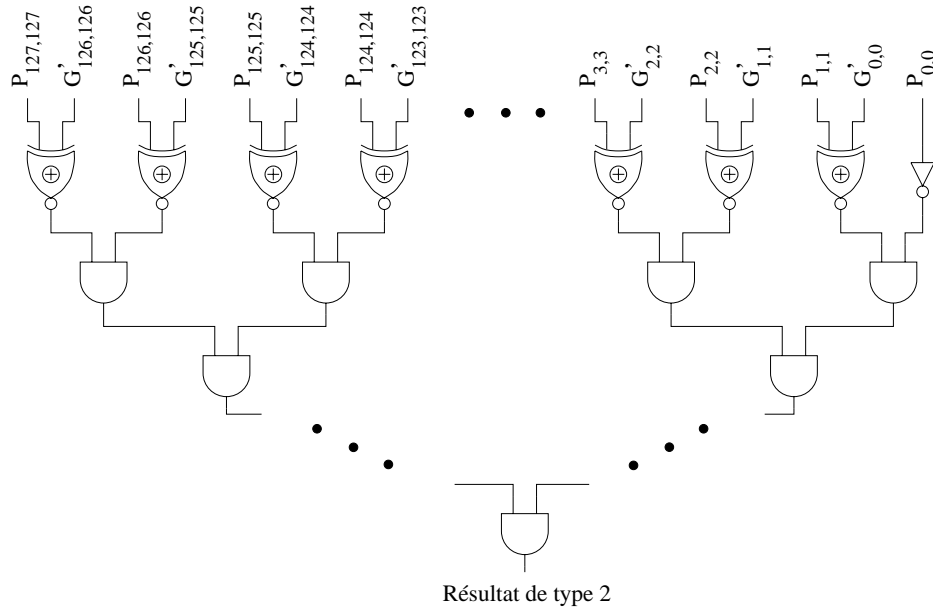 P127,127
G'126,126
P126,126
G'125,125
P125,125
G'124,124
P124,124
G'123,123
P3,3
G'2,2
P2,2
G'1,1
P1,1
G'0,0
P0,0
Résultat de type 2